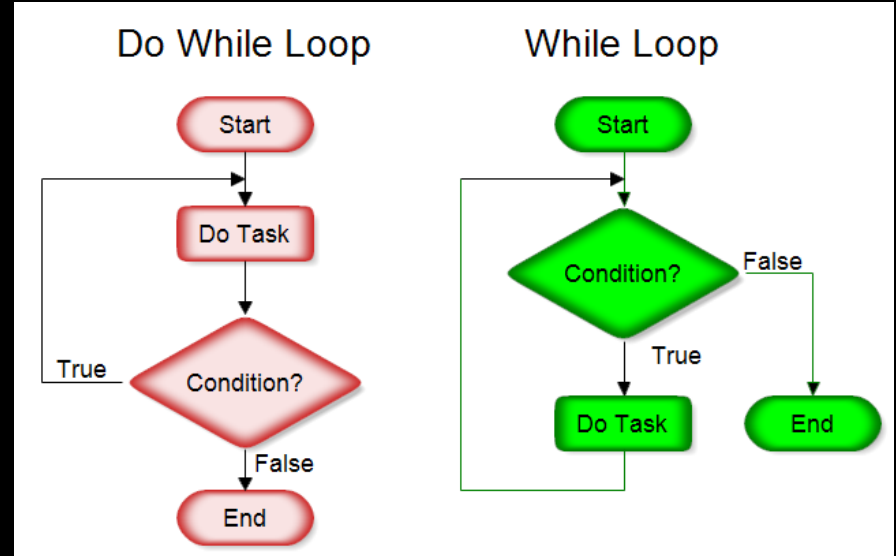 Do While Loop
Start
Do Task
True
Condition?
False
End
While Loop
Start
Condition?
False
True
Do Task
End